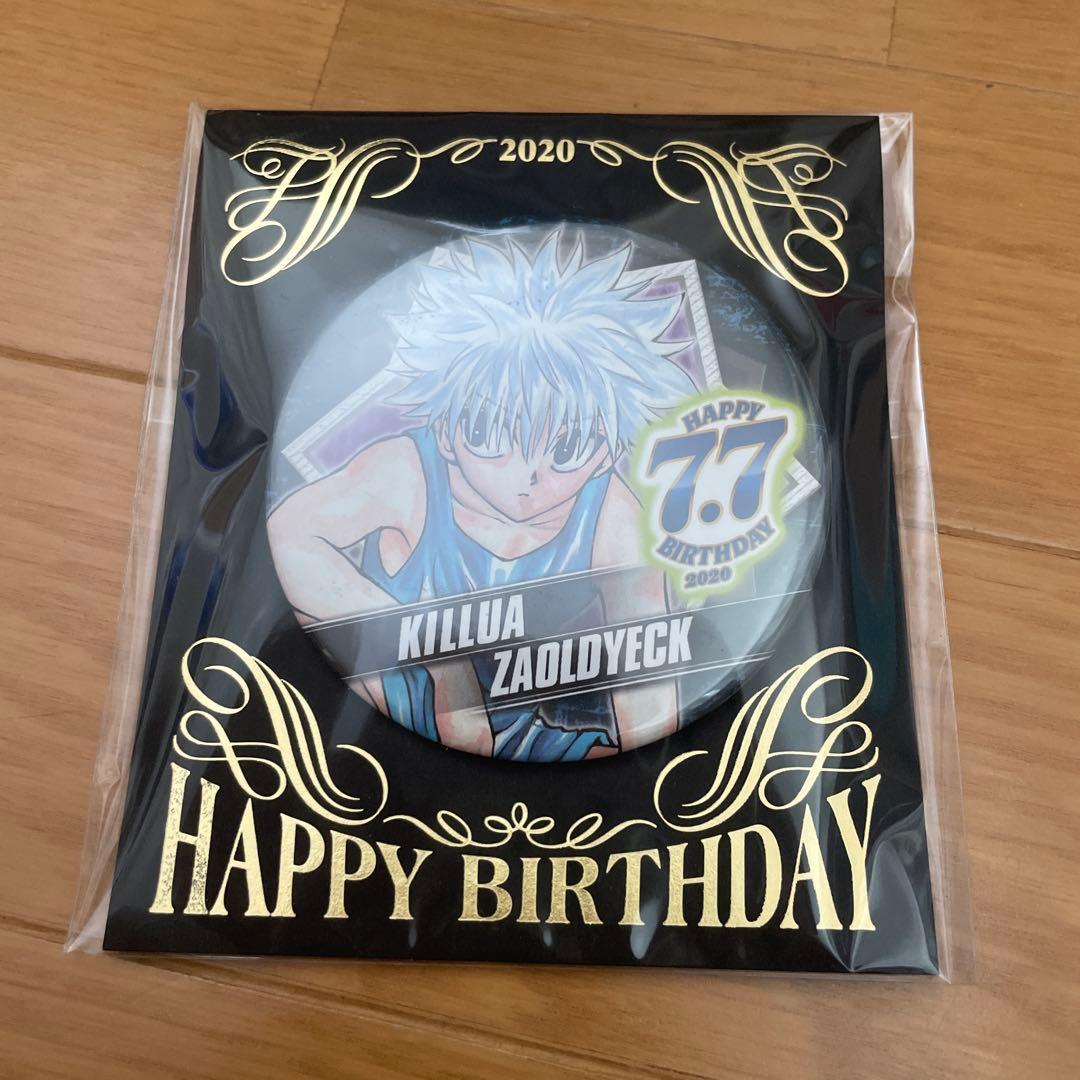 2020
HAPPY
7.7
BIRTHDAY
2020
KILLUA
ZAOLDYECK
HAPPY BIRTHDAY